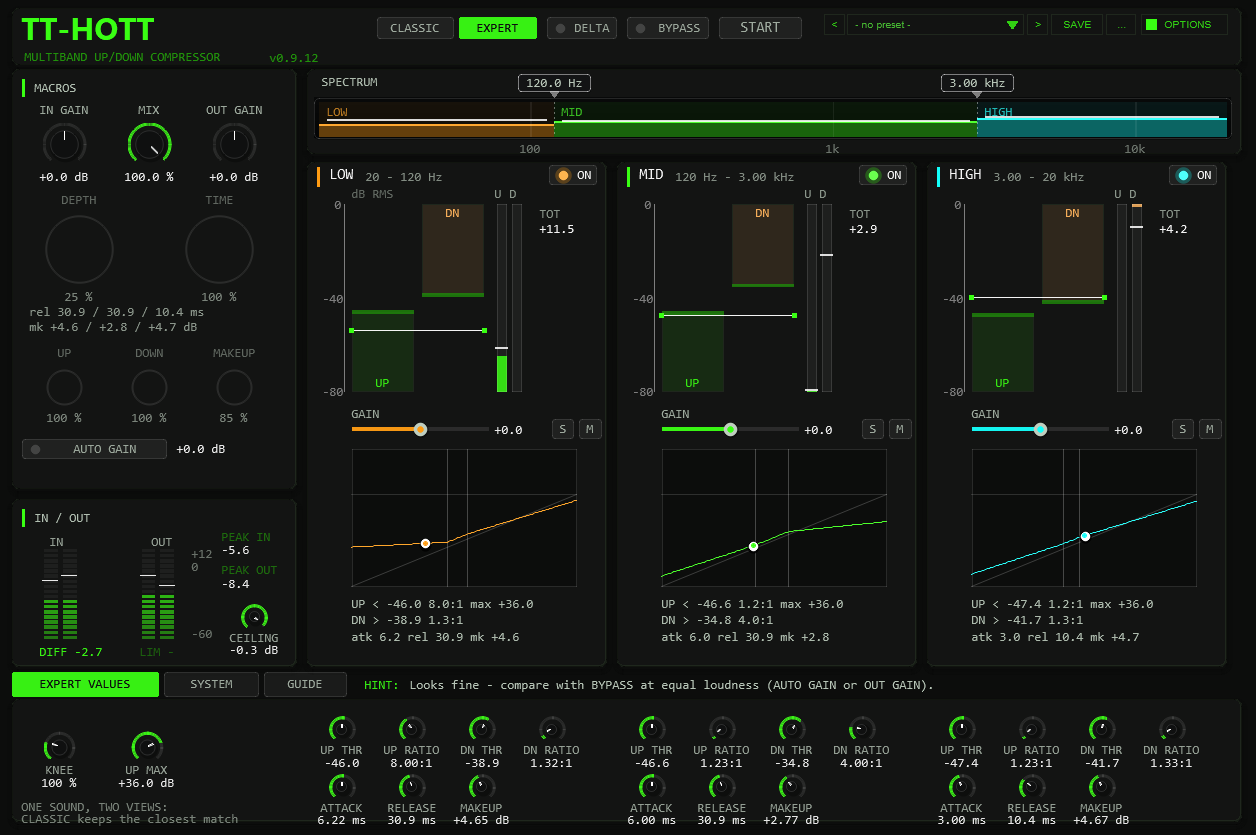 TT-HOTT
MULTIBAND UP/DOWN COMPRESSOR v0.9.12
CLASSIC EXPERT DELTA BYPASS START
< - no preset - > SAVE ... OPTIONS
MACROS
IN GAIN MIX OUT GAIN
+0.0 dB 100.0 % +0.0 dB
DEPTH TIME
25 % 100 %
rel 30.9 / 30.9 / 10.4 ms
mk +4.6 / +2.8 / +4.7 dB
UP DOWN MAKEUP
100 % 100 % 85 %
AUTO GAIN +0.0 dB
IN / OUT
IN OUT
+12
0
-60
PEAK IN
-5.6
PEAK OUT
-8.4
CEILING
-0.3 dB
DIFF -2.7 LIM -
SPECTRUM
120.0 Hz 3.00 kHz
LOW MID HIGH
100 1k 10k
LOW 20 - 120 Hz ON
dB RMS U D
0
-40
-80
DN
UP
TOT
+11.5
GAIN
+0.0 S M
UP < -46.0 8.0:1 max +36.0
DN > -38.9 1.3:1
atk 6.2 rel 30.9 mk +4.6
MID 120 Hz - 3.00 kHz ON
U D
0
-40
-80
DN
UP
TOT
+2.9
GAIN
+0.0 S M
UP < -46.6 1.2:1 max +36.0
DN > -34.8 4.0:1
atk 6.0 rel 30.9 mk +2.8
HIGH 3.00 - 20 kHz ON
U D
0
-40
-80
DN
UP
TOT
+4.2
GAIN
+0.0 S M
UP < -47.4 1.2:1 max +36.0
DN > -41.7 1.3:1
atk 3.0 rel 10.4 mk +4.7
EXPERT VALUES SYSTEM GUIDE
HINT: Looks fine - compare with BYPASS at equal loudness (AUTO GAIN or OUT GAIN).
KNEE UP MAX
100 % +36.0 dB
ONE SOUND, TWO VIEWS:
CLASSIC keeps the closest match
UP THR UP RATIO DN THR DN RATIO
-46.0 8.00:1 -38.9 1.32:1
ATTACK RELEASE MAKEUP
6.22 ms 30.9 ms +4.65 dB
UP THR UP RATIO DN THR DN RATIO
-46.6 1.23:1 -34.8 4.00:1
ATTACK RELEASE MAKEUP
6.00 ms 30.9 ms +2.77 dB
UP THR UP RATIO DN THR DN RATIO
-47.4 1.23:1 -41.7 1.33:1
ATTACK RELEASE MAKEUP
3.00 ms 10.4 ms +4.67 dB